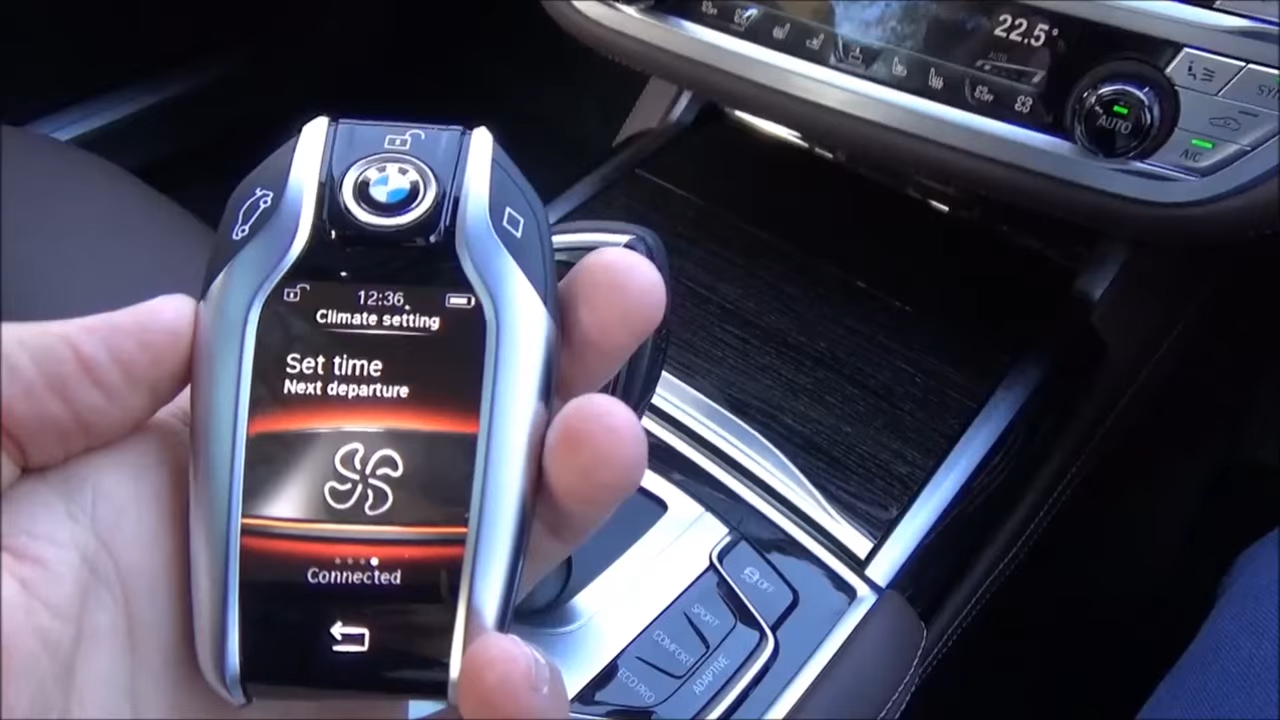 12:36
Climate setting
Set time
Next departure
Connected
22.5°
AUTO
OFF
AUTO
A/C
OFF
SPORT
COMFORT
ECO PRO
ADAPTIVE